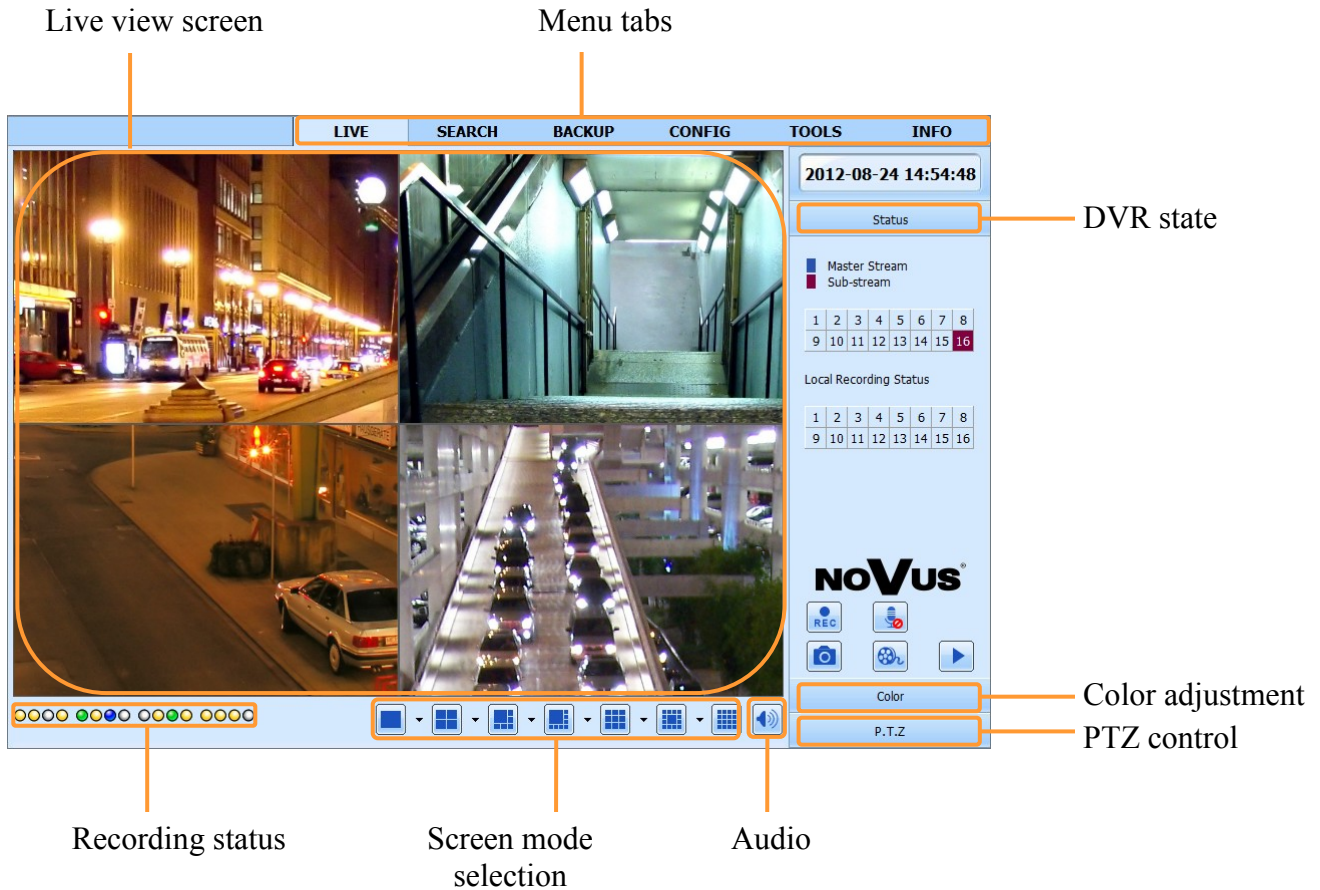 Live view screen
Menu tabs
LIVE SEARCH BACKUP CONFIG TOOLS INFO
2012-08-24 14:54:48
Status
DVR state
Master Stream
Sub-stream
1 2 3 4 5 6 7 8
9 10 11 12 13 14 15 16
Local Recording Status
1 2 3 4 5 6 7 8
9 10 11 12 13 14 15 16
NOVUS®
REC
Color
Color adjustment
P.T.Z
PTZ control
Recording status
Screen mode
selection
Audio